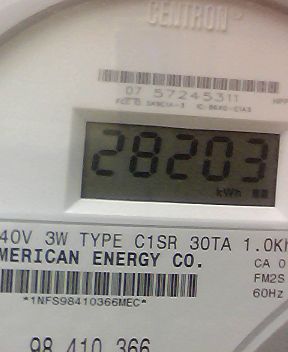 CENTRON
07 57245311
28203
kWh
40V 3W TYPE C1SR 30TA 1.0Kh
MERICAN ENERGY CO.
CA 0
FM2S
60Hz
*1NFS98410366MEC*
98 410 366